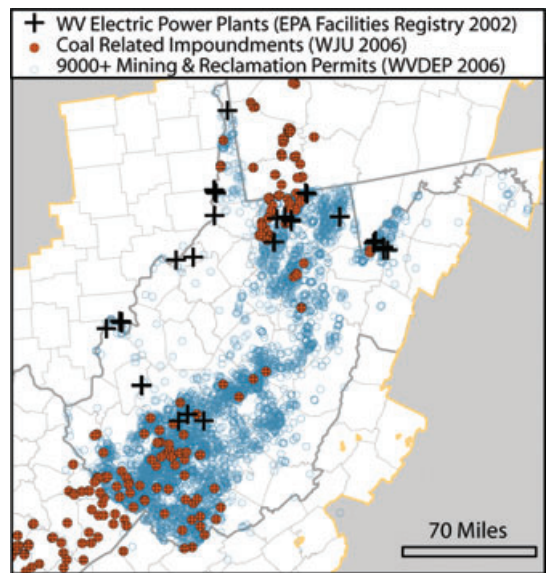 WV Electric Power Plants (EPA Facilities Registry 2002)
Coal Related Impoundments (WJU 2006)
9000+ Mining & Reclamation Permits (WVDEP 2006)
70 Miles